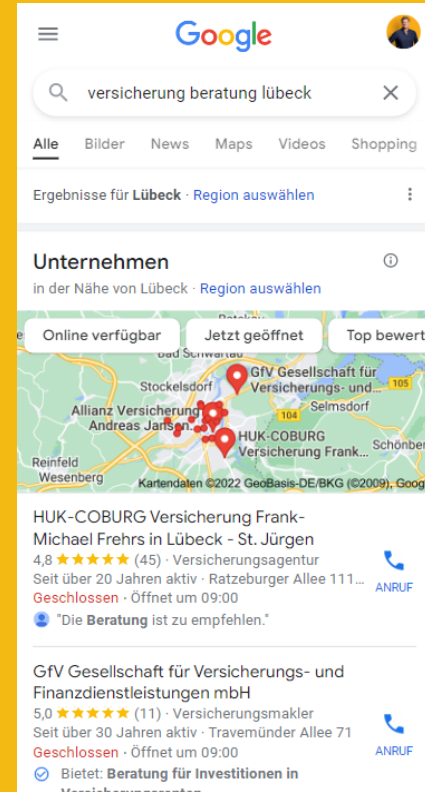 Google
versicherung beratung lübeck
Alle Bilder News Maps Videos Shopping
Ergebnisse für Lübeck · Region auswählen
Unternehmen
in der Nähe von Lübeck · Region auswählen
Online verfügbar Jetzt geöffnet Top bewert
Bad Schwartau
Stockelsdorf
GfV Gesellschaft für
Versicherungs- und...
105
Allianz Versicherung
Andreas Jansen...
104
Selmsdorf
HUK-COBURG
Versicherung Frank...
Schönber
Reinfeld
Wesenberg
Kartendaten ©2022 GeoBasis-DE/BKG (©2009), Goog
HUK-COBURG Versicherung Frank-
Michael Frehrs in Lübeck - St. Jürgen
4,8 ★★★★★ (45) · Versicherungsagentur
Seit über 20 Jahren aktiv · Ratzeburger Allee 111...
ANRUF
Geschlossen · Öffnet um 09:00
"Die Beratung ist zu empfehlen."
GfV Gesellschaft für Versicherungs- und
Finanzdienstleistungen mbH
5,0 ★★★★★ (11) · Versicherungsmakler
Seit über 30 Jahren aktiv · Travemünder Allee 71
ANRUF
Geschlossen · Öffnet um 09:00
Bietet: Beratung für Investitionen in